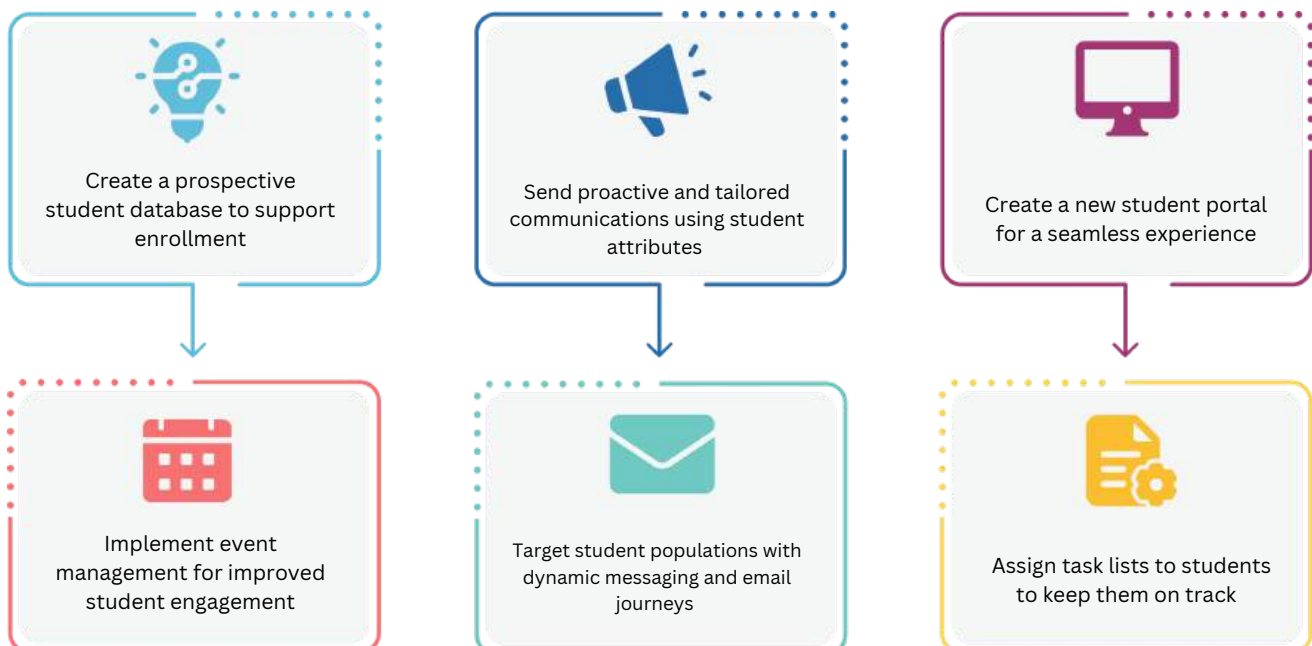 Create a prospective
student database to support
enrollment
Send proactive and tailored
communications using student
attributes
Create a new student portal
for a seamless experience
Implement event
management for improved
student engagement
Target student populations with
dynamic messaging and email
journeys
Assign task lists to students
to keep them on track